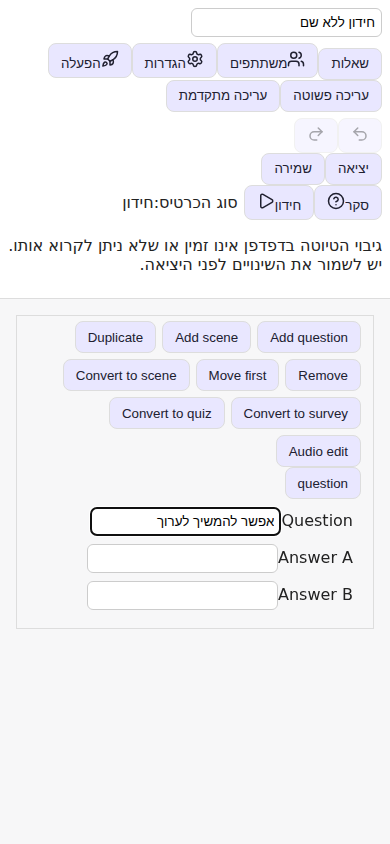 חידון ללא שם
שאלות משתתפים הגדרות הפעלה
עריכה פשוטה עריכה מתקדמת
יציאה שמירה
סקר חידון סוג הכרטיס:חידון
גיבוי הטיוטה בדפדפן אינו זמין או שלא ניתן לקרוא אותו.
יש לשמור את השינויים לפני היציאה.
Add question Add scene Duplicate
Remove Move first Convert to scene
Convert to survey Convert to quiz
Audio edit
question
Question אפשר להמשיך לערוך
Answer A
Answer B